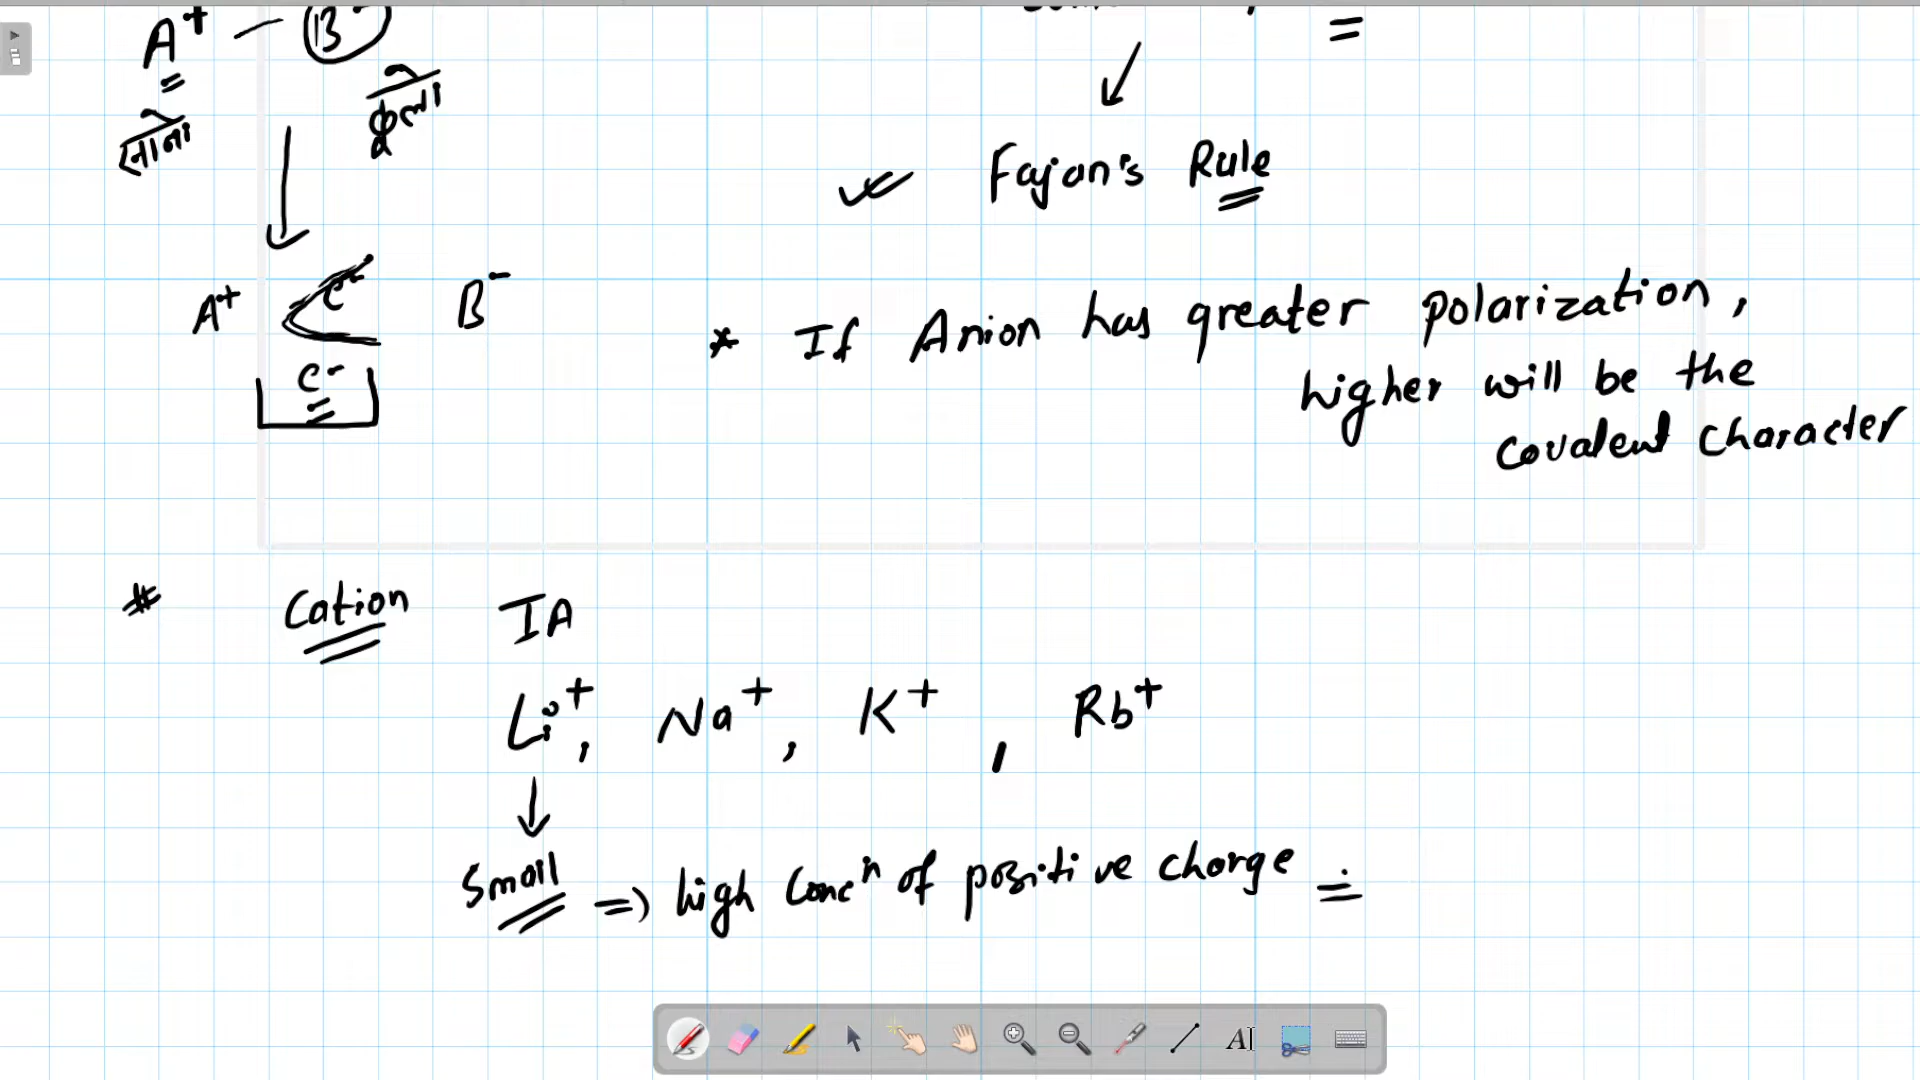 A⁺ — B⁻
Fajan's Rule
A⁺ e⁻ B⁻
e⁻
* If Anion has greater polarization,
higher will be the
covalent character
# Cation IA
Li⁺, Na⁺, K⁺, Rb⁺
Small => high Concⁿ of positive charge